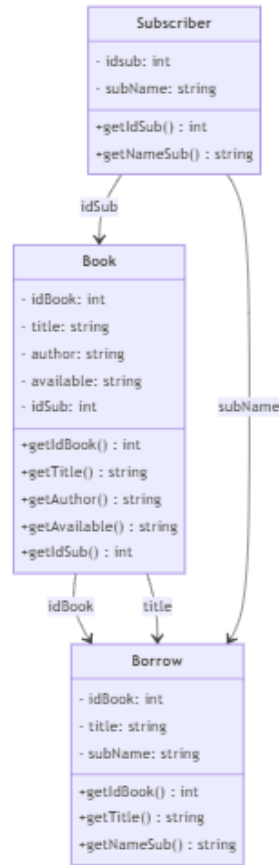 Subscriber
- idsub: int
- subName: string
+getIdSub() : int
+getNameSub() : string
idSub
Book
- idBook: int
- title: string
- author: string
- available: string
- idSub: int
+getIdBook() : int
+getTitle() : string
+getAuthor() : string
+getAvailable() : string
+getIdSub() : int
subName
idBook
title
Borrow
- idBook: int
- title: string
- subName: string
+getIdBook() : int
+getTitle() : string
+getNameSub() : string